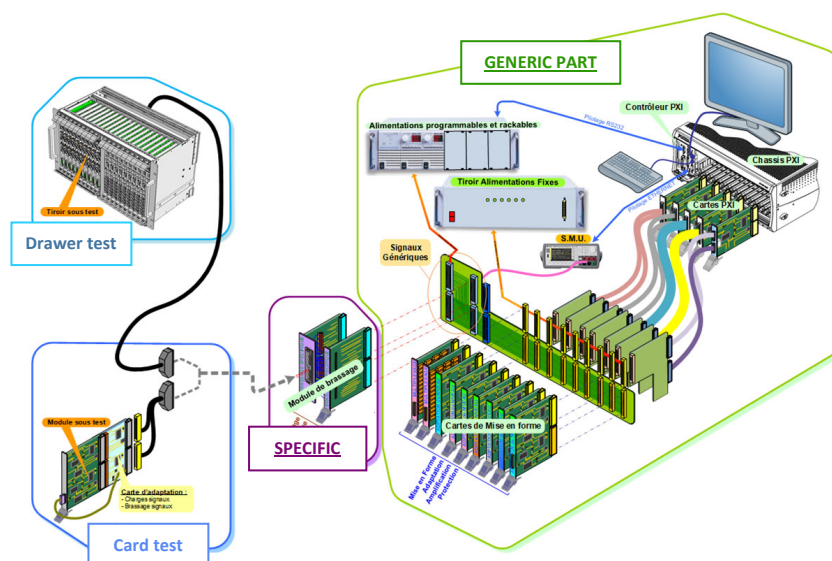 GENERIC PART
Contrôleur PXI
Pilotage RS232
Alimentations programmables et rackables
Chassis PXI
Tiroir Alimentations Fixes
Pilotage ETHERNET
Cartes PXI
Tiroir sous test
Drawer test
S.M.U.
Signaux
Génériques
Module de brassage
SPECIFIC
Cartes de Mise en forme
Mise en Forme
Adaptation
Amplification
Protection
Module sous test
Carte d'adaptation :
- Charges signaux
- Brassage signaux
Card test